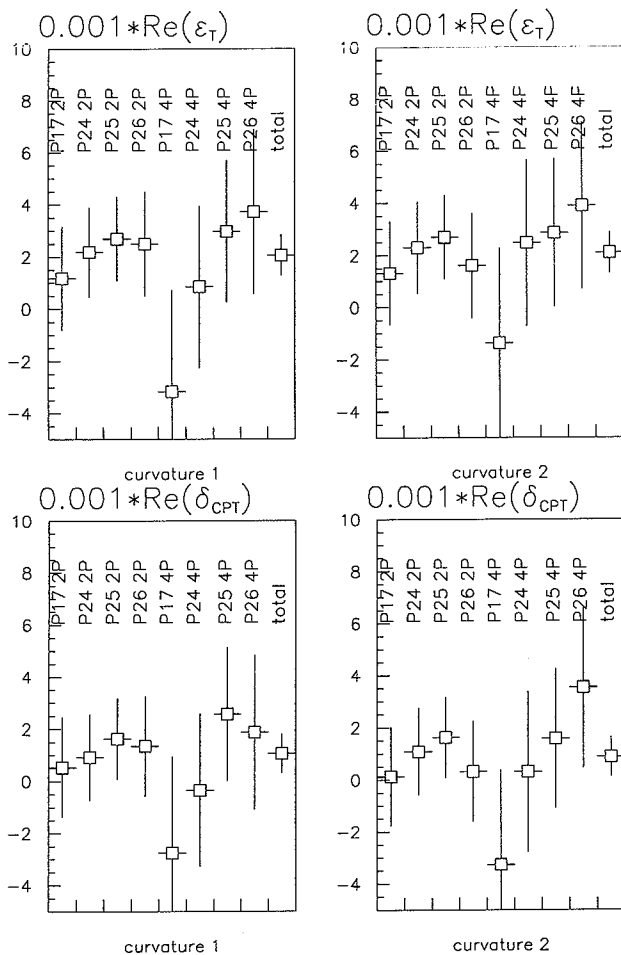 0.001*Re(ε_T)
10
8
6
4
2
0
−2
−4
P17 2P
P24 2P
P25 2P
P26 2P
P17 4P
P24 4P
P25 4P
P26 4P
total
curvature 1
0.001*Re(ε_T)
10
8
6
4
2
0
−2
−4
P17 2P
P24 2P
P25 2P
P26 2P
P17 4F
P24 4F
P25 4F
P26 4F
total
curvature 2
0.001*Re(δ_CPT)
10
8
6
4
2
0
−2
−4
P17 2P
P24 2P
P25 2P
P26 2P
P17 4P
P24 4P
P25 4P
P26 4P
total
curvature 1
0.001*Re(δ_CPT)
10
8
6
4
2
0
−2
−4
P17 2P
P24 2P
P25 2P
P26 2P
P17 4P
P24 4P
P25 4P
P26 4P
total
curvature 2